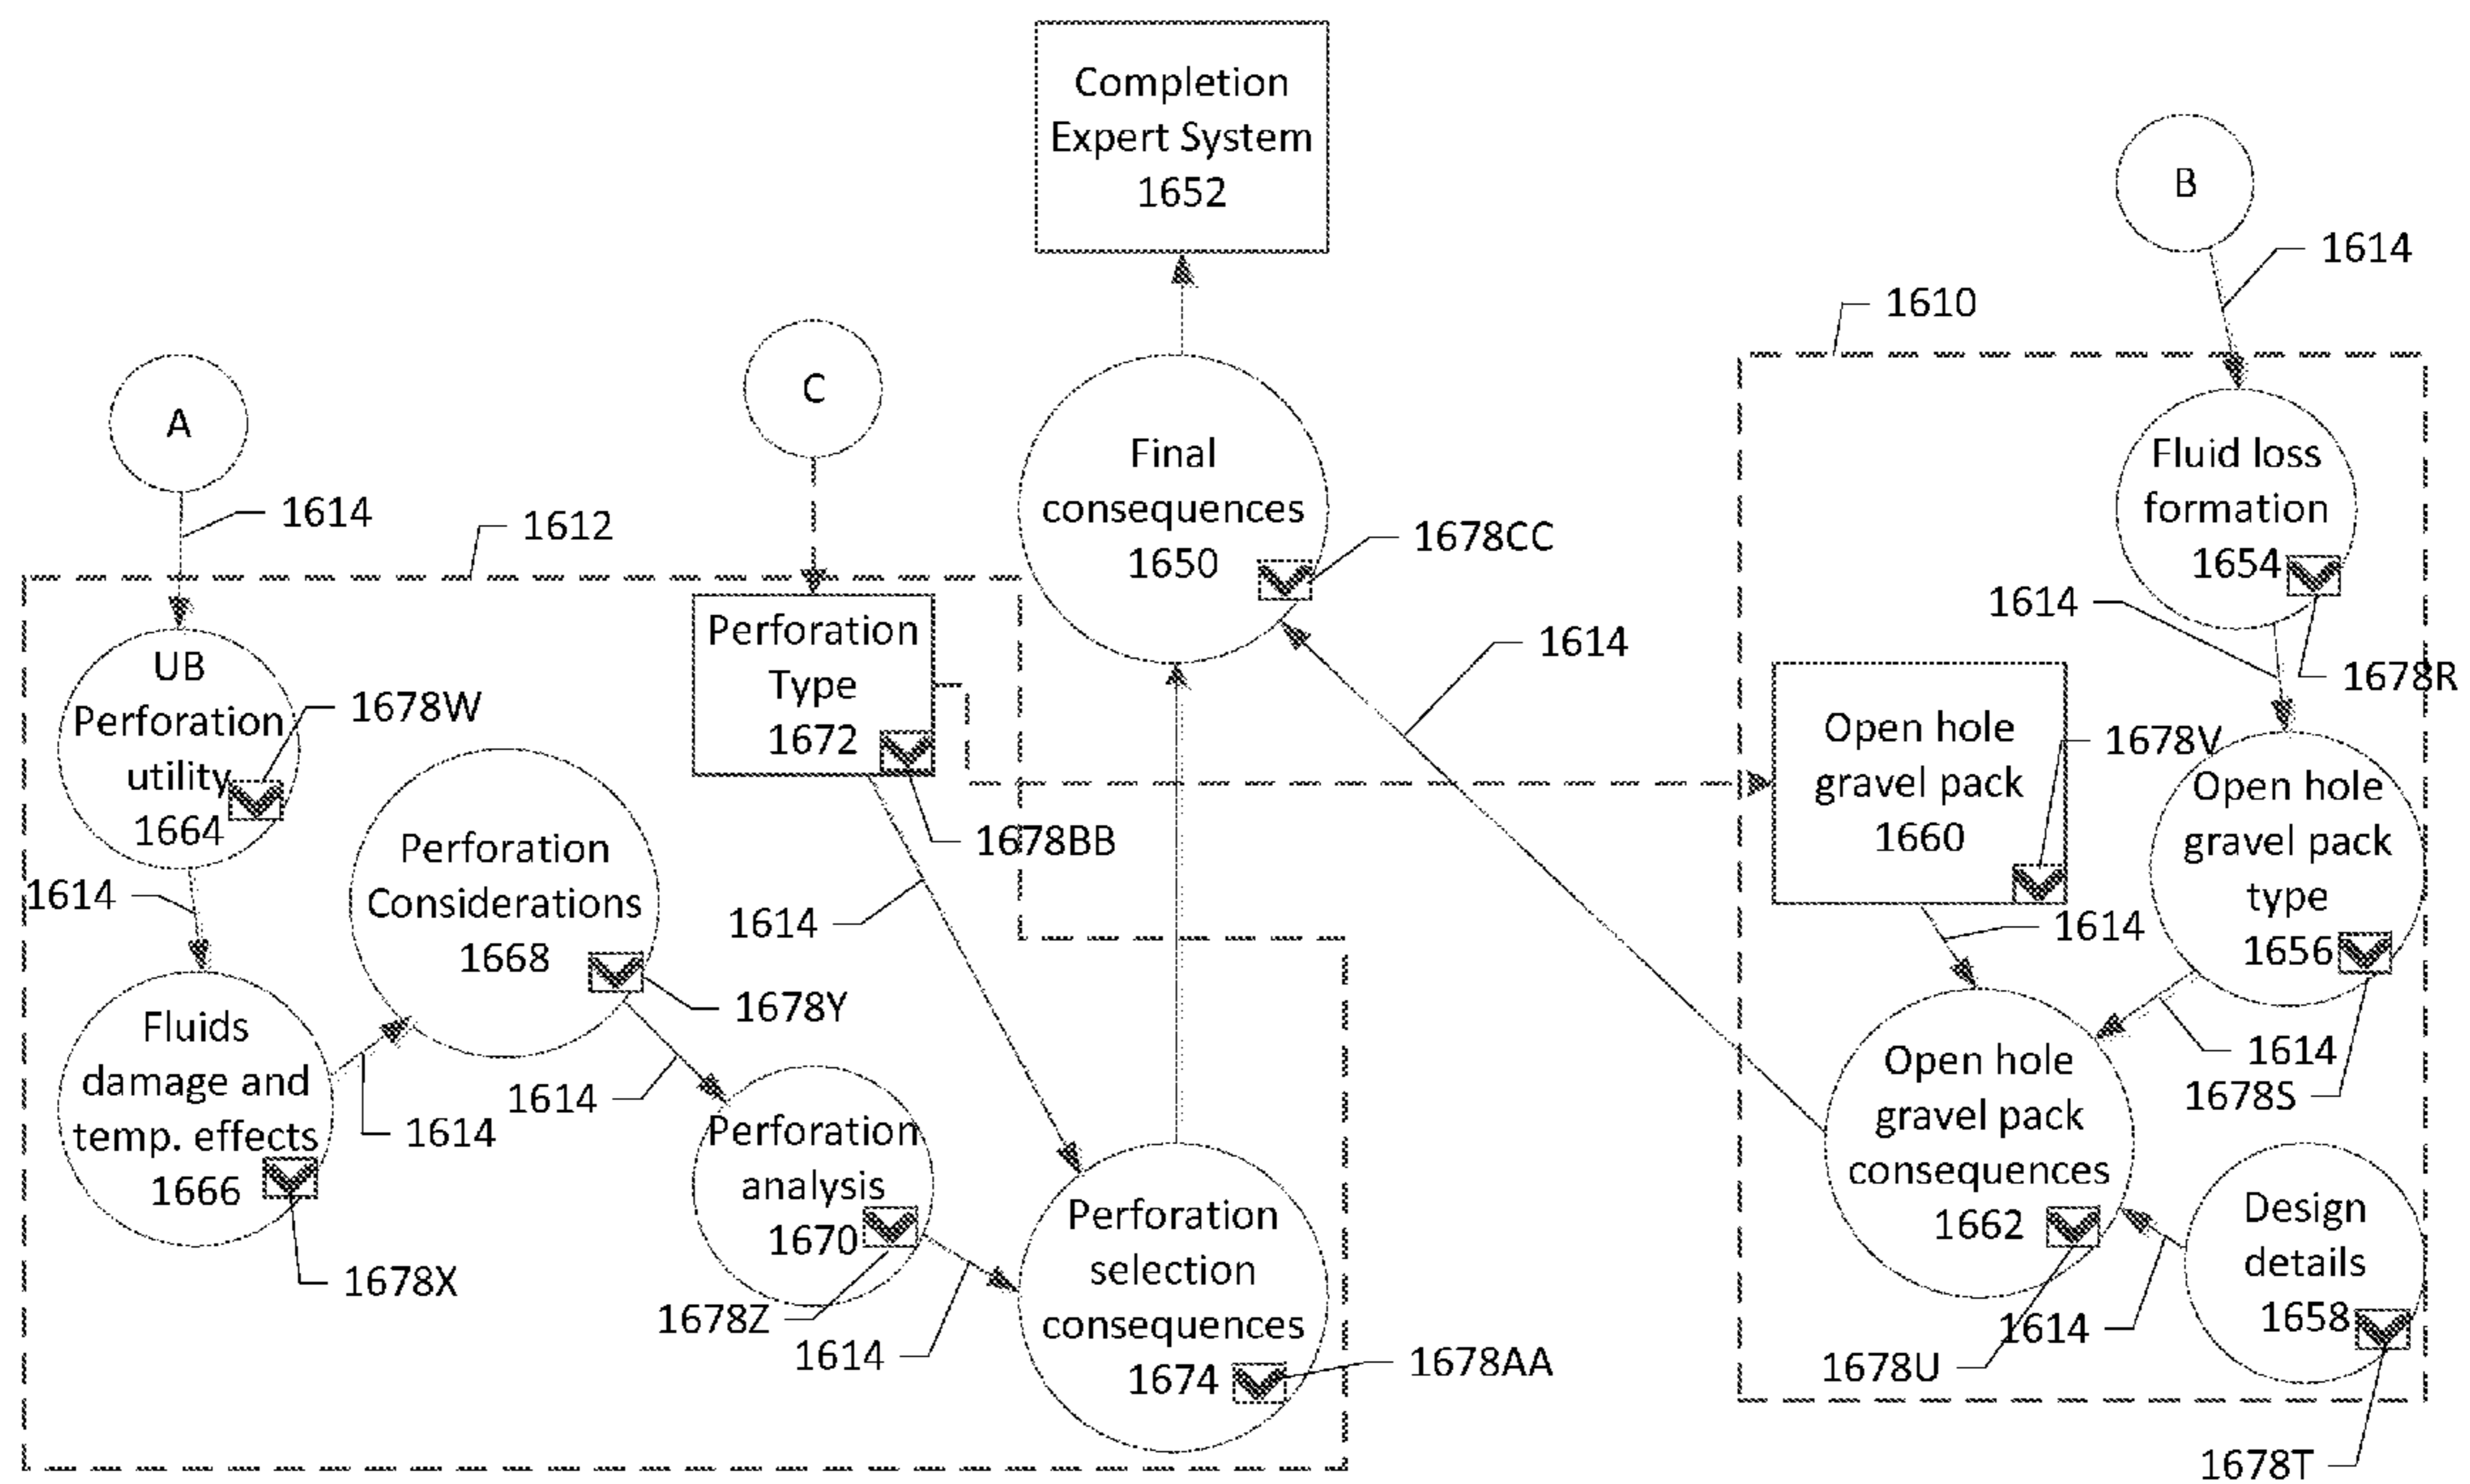 Completion
Expert System
1652
B
1614
1610
C
A
Final
consequences
1650
1678CC
Fluid loss
formation
1654
1614
1612
1614
1678R
Perforation
Type
1672
1614
UB
Perforation
utility
1664
1678W
Open hole
gravel pack
1660
1678V
Open hole
gravel pack
type
1656
1678BB
Perforation
Considerations
1668
1614
1614
1614
1678Y
Fluids
damage and
temp. effects
1666
1614
1614
1678X
Perforation
analysis
1670
1678Z
1614
Perforation
selection
consequences
1674
1678AA
Open hole
gravel pack
consequences
1662
1614
1678S
Design
details
1658
1614
1678U
1678T